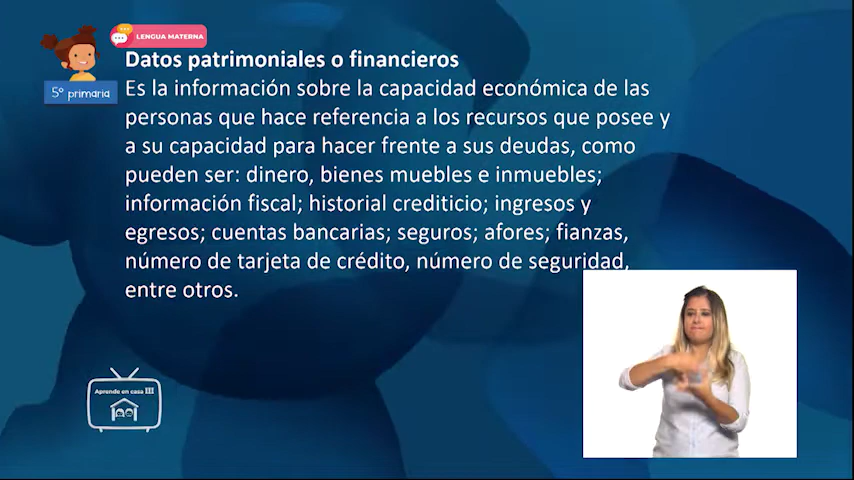 LENGUA MATERNA
5° primaria
Datos patrimoniales o financieros
Es la información sobre la capacidad económica de las
personas que hace referencia a los recursos que posee y
a su capacidad para hacer frente a sus deudas, como
pueden ser: dinero, bienes muebles e inmuebles;
información fiscal; historial crediticio; ingresos y
egresos; cuentas bancarias; seguros; afores; fianzas,
número de tarjeta de crédito, número de seguridad,
entre otros.
Aprende en casa III